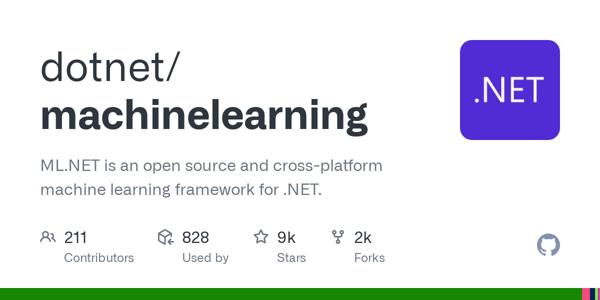 dotnet/
machinelearning
.NET
ML.NET is an open source and cross-platform
machine learning framework for .NET.
211
Contributors
828
Used by
9k
Stars
2k
Forks